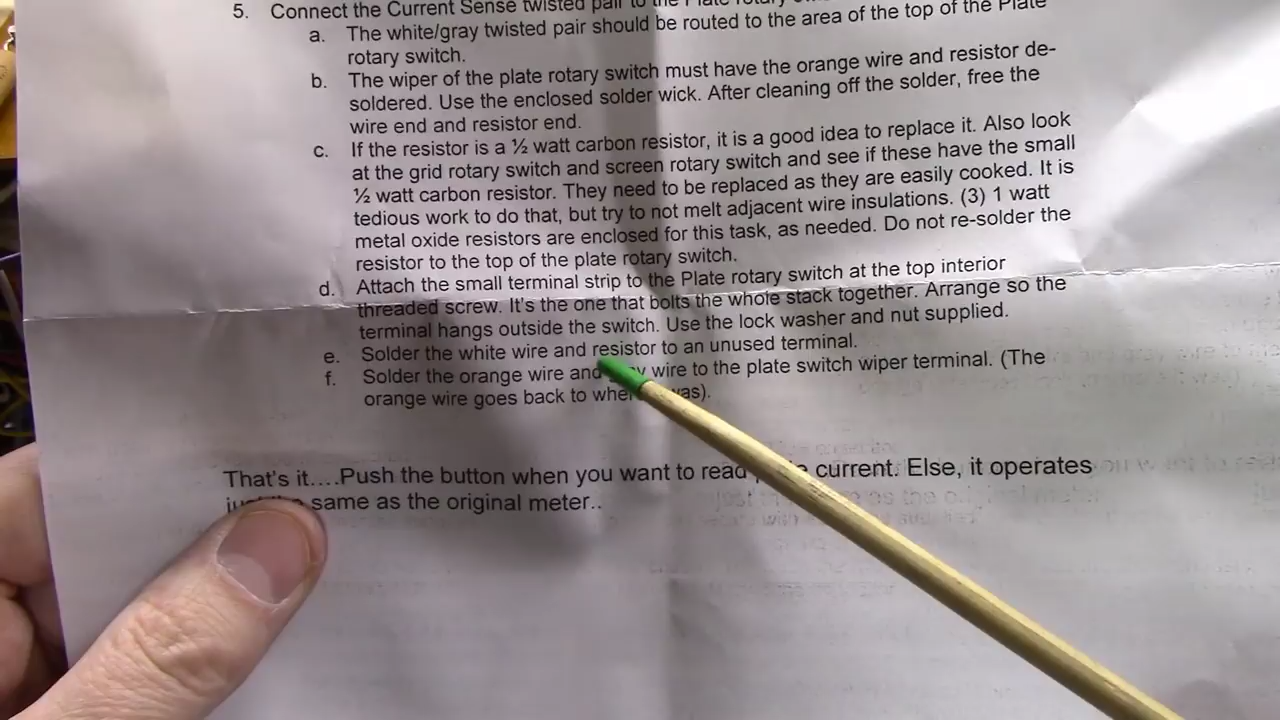 5. Connect the Current Sense twisted pair to the Plate rotary
a. The white/gray twisted pair should be routed to the area of the top of the Plate
rotary switch.
b. The wiper of the plate rotary switch must have the orange wire and resistor de-
soldered. Use the enclosed solder wick. After cleaning off the solder, free the
wire end and resistor end.
c. If the resistor is a ½ watt carbon resistor, it is a good idea to replace it. Also look
at the grid rotary switch and screen rotary switch and see if these have the small
½ watt carbon resistor. They need to be replaced as they are easily cooked. It is
tedious work to do that, but try to not melt adjacent wire insulations. (3) 1 watt
metal oxide resistors are enclosed for this task, as needed. Do not re-solder the
resistor to the top of the plate rotary switch.
d. Attach the small terminal strip to the Plate rotary switch at the top interior
threaded screw. It's the one that bolts the whole stack together. Arrange so the
terminal hangs outside the switch. Use the lock washer and nut supplied.
e. Solder the white wire and resistor to an unused terminal.
f. Solder the orange wire and wire to the plate switch wiper terminal. (The
orange wire goes back to was).
That's it....Push the button when you want to read current. Else, it operates
same as the original meter..